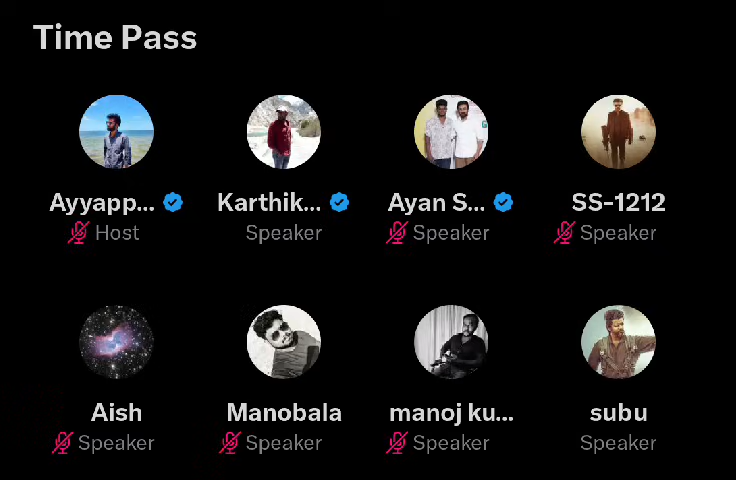 Time Pass
Ayyapp... Karthik... Ayan S... SS-1212
Host Speaker Speaker Speaker
Aish Manobala manoj ku... subu
Speaker Speaker Speaker Speaker